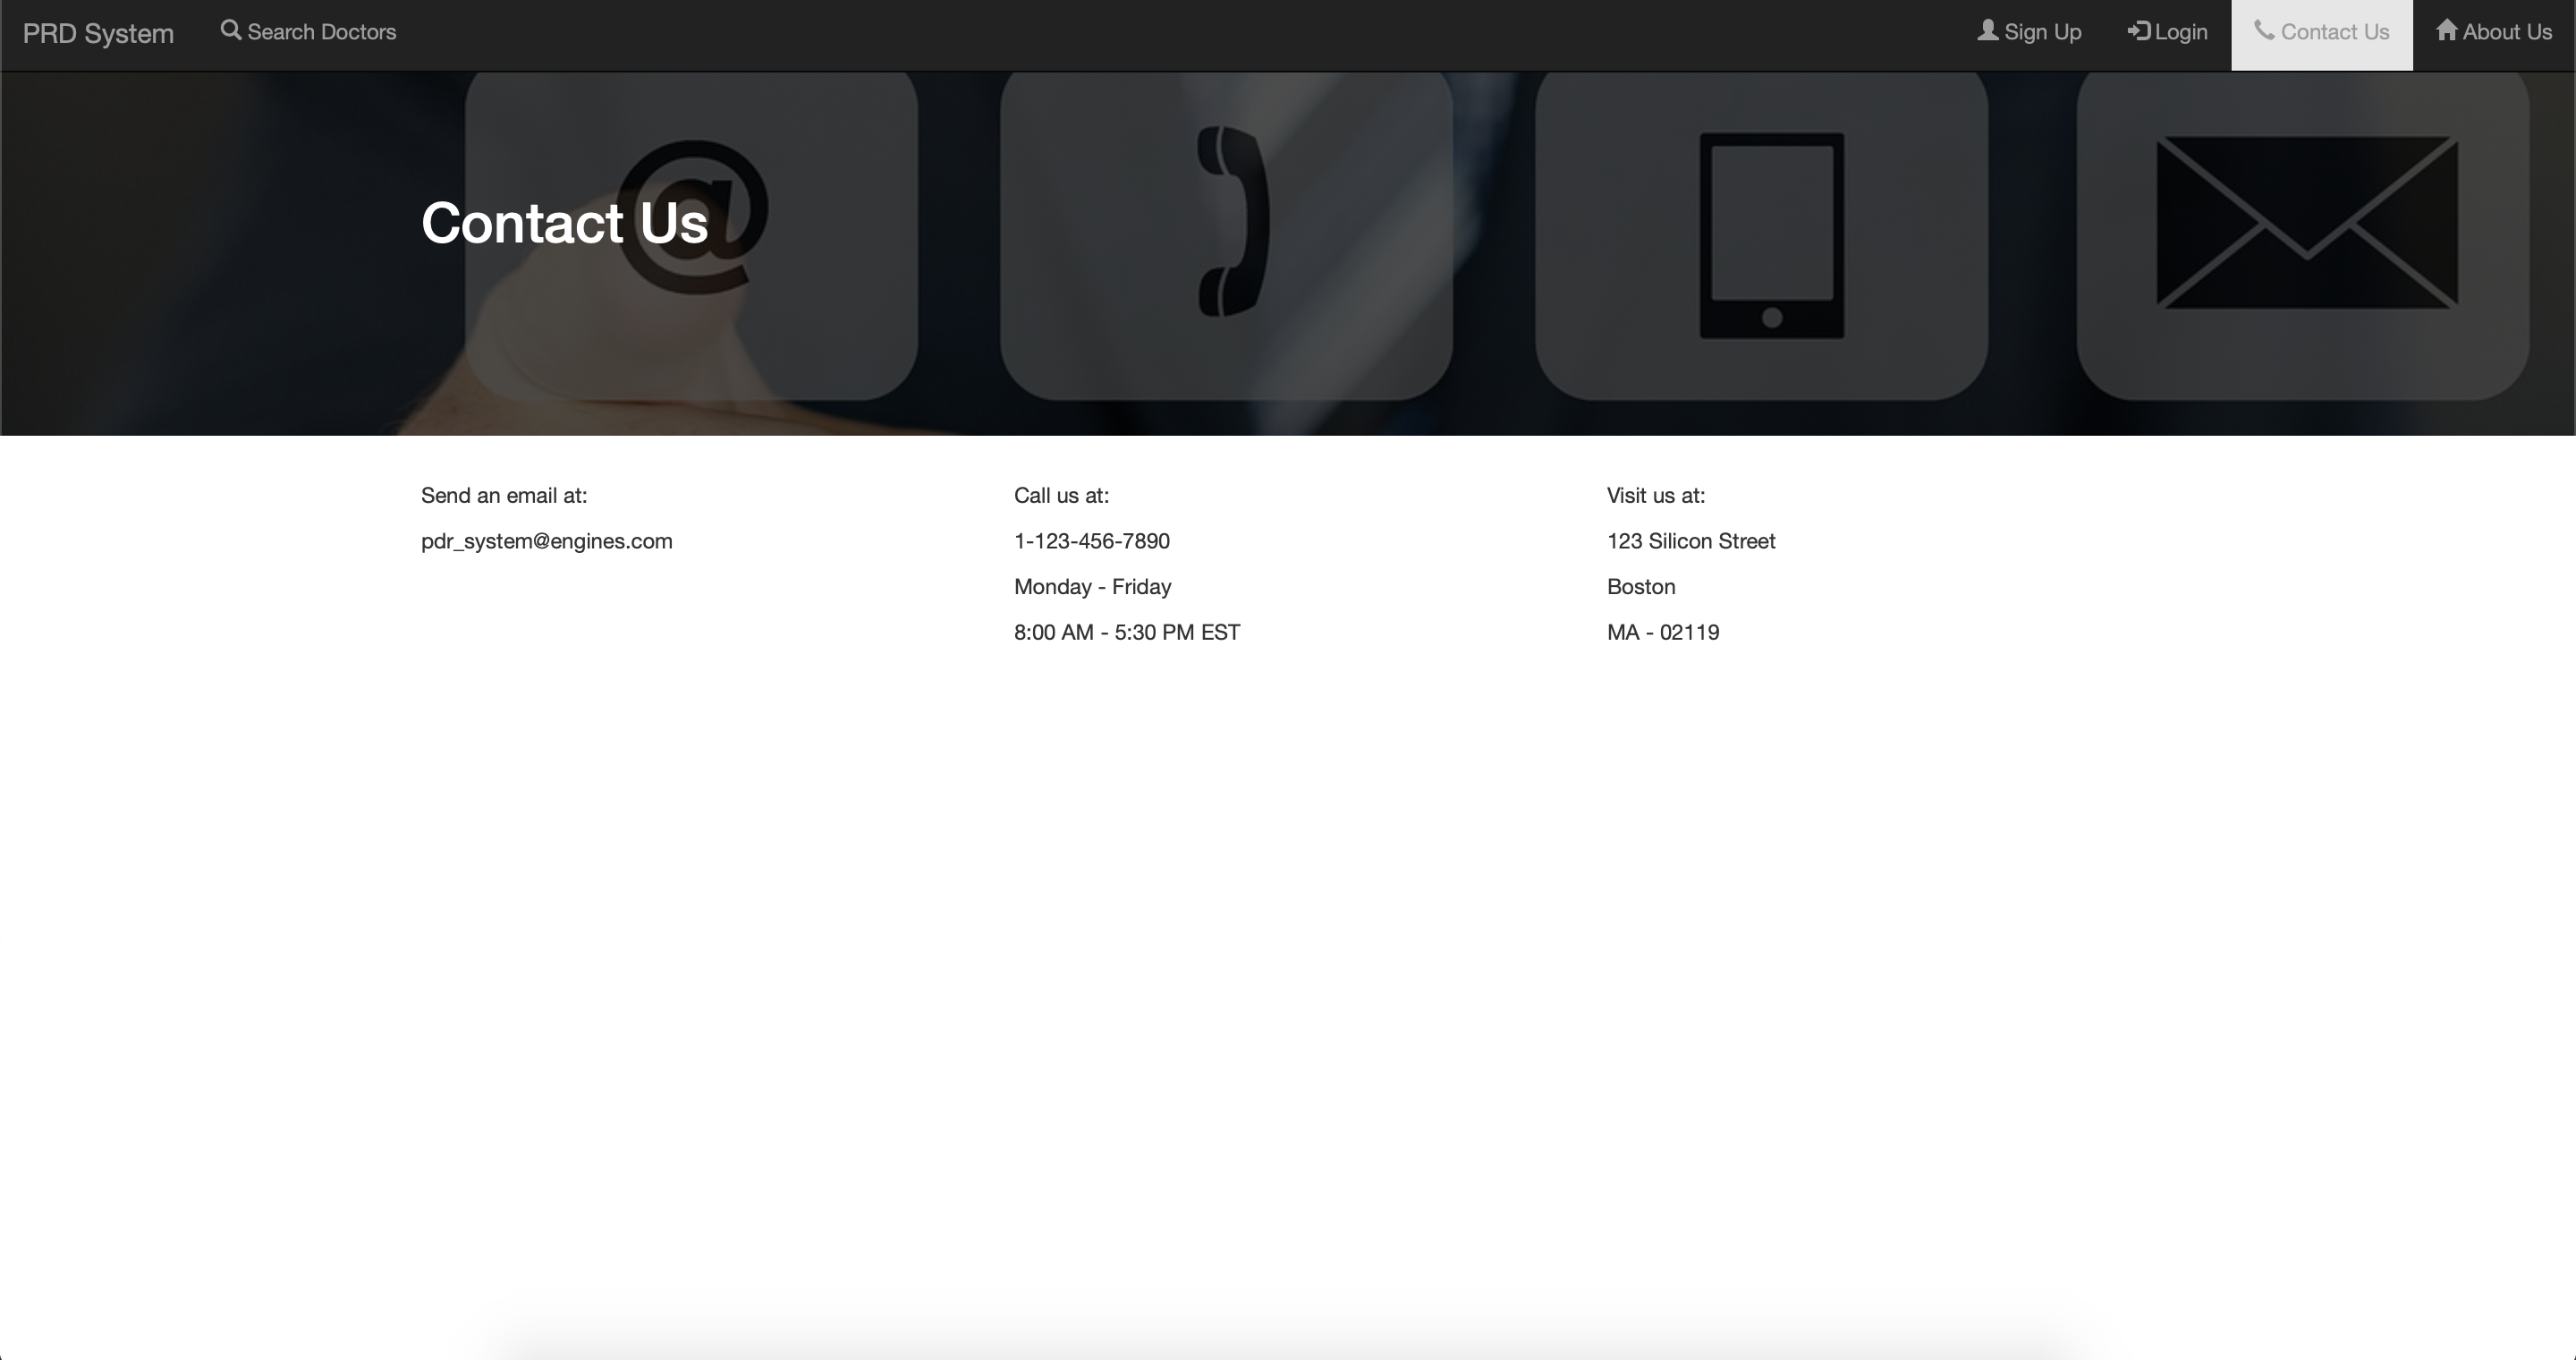 PRD System
Search Doctors
Sign Up
Login
Contact Us
About Us
Contact Us
Send an email at:
pdr_system@engines.com
Call us at:
1-123-456-7890
Monday - Friday
8:00 AM - 5:30 PM EST
Visit us at:
123 Silicon Street
Boston
MA - 02119